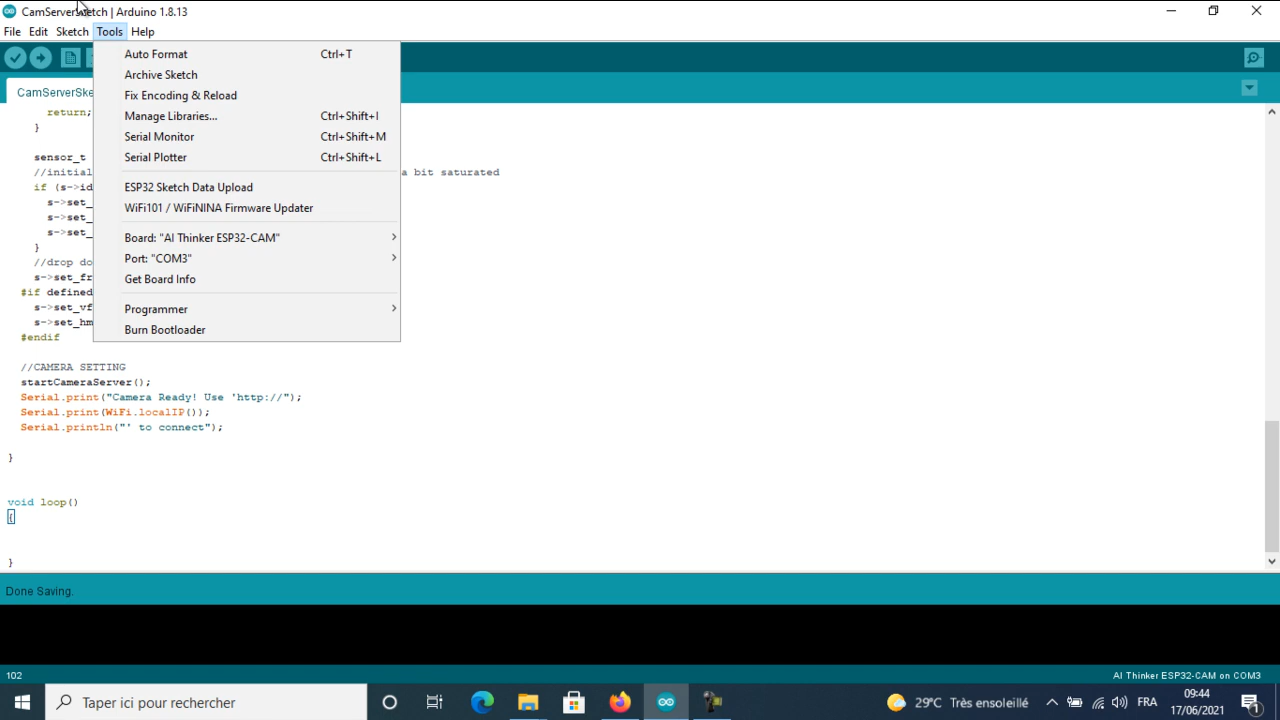 CamServerSketch | Arduino 1.8.13
File Edit Sketch Tools Help
Auto Format Ctrl+T
Archive Sketch
Fix Encoding & Reload
Manage Libraries... Ctrl+Shift+I
Serial Monitor Ctrl+Shift+M
Serial Plotter Ctrl+Shift+L
ESP32 Sketch Data Upload
WiFi101 / WiFiNINA Firmware Updater
Board: "AI Thinker ESP32-CAM"
Port: "COM3"
Get Board Info
Programmer
Burn Bootloader
CamServerSke
return;
}
sensor_t
//initial a bit saturated
if (s->id
s->set_
s->set_
s->set_
}
//drop do
s->set_fr
#if defined
s->set_vf
s->set_hm
#endif
//CAMERA SETTING
startCameraServer();
Serial.print("Camera Ready! Use 'http://");
Serial.print(WiFi.localIP());
Serial.println("' to connect");
}
void loop()
{
}
Done Saving.
102 AI Thinker ESP32-CAM on COM3
Taper ici pour rechercher 29°C Très ensoleillé FRA 09:44
17/06/2021 1